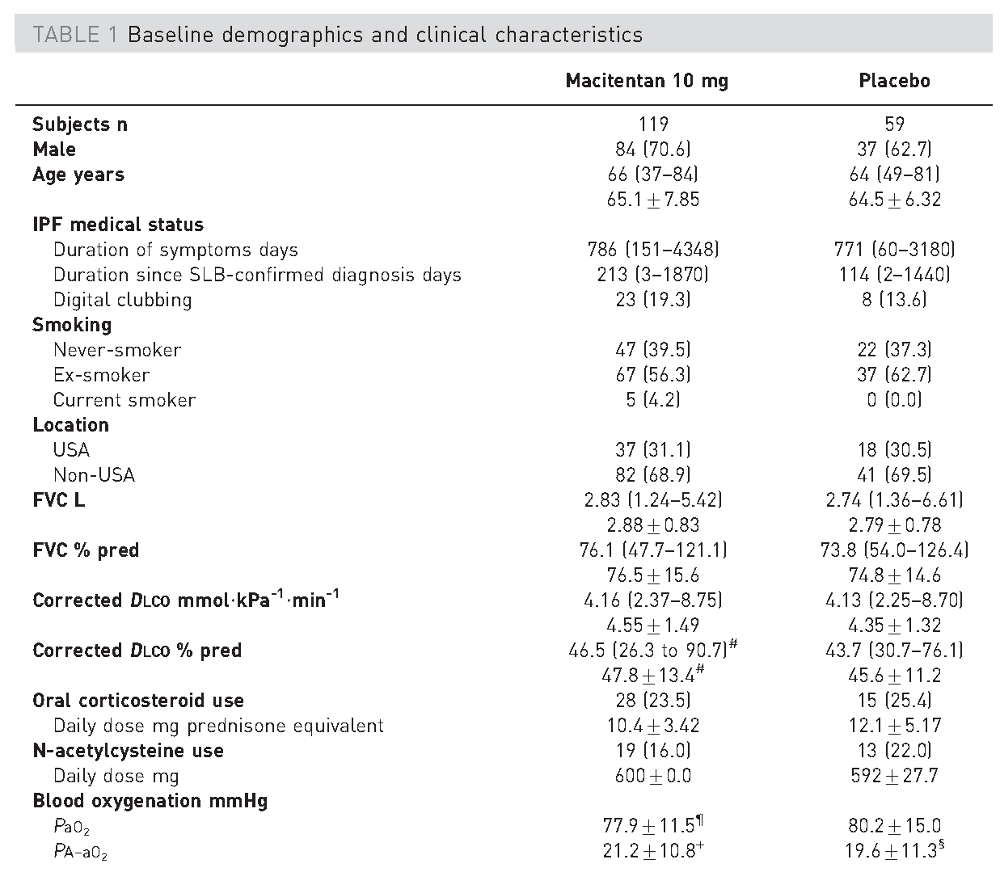 TABLE 1 Baseline demographics and clinical characteristics
Macitentan 10 mg Placebo
Subjects n 119 59
Male 84 (70.6) 37 (62.7)
Age years 66 (37–84) 64 (49–81)
65.1±7.85 64.5±6.32
IPF medical status
Duration of symptoms days 786 (151–4348) 771 (60–3180)
Duration since SLB-confirmed diagnosis days 213 (3–1870) 114 (2–1440)
Digital clubbing 23 (19.3) 8 (13.6)
Smoking
Never-smoker 47 (39.5) 22 (37.3)
Ex-smoker 67 (56.3) 37 (62.7)
Current smoker 5 (4.2) 0 (0.0)
Location
USA 37 (31.1) 18 (30.5)
Non-USA 82 (68.9) 41 (69.5)
FVC L 2.83 (1.24–5.42) 2.74 (1.36–6.61)
2.88±0.83 2.79±0.78
FVC % pred 76.1 (47.7–121.1) 73.8 (54.0–126.4)
76.5±15.6 74.8±14.6
Corrected DLCO mmol·kPa⁻¹·min⁻¹ 4.16 (2.37–8.75) 4.13 (2.25–8.70)
4.55±1.49 4.35±1.32
Corrected DLCO % pred 46.5 (26.3 to 90.7)# 43.7 (30.7–76.1)
47.8±13.4# 45.6±11.2
Oral corticosteroid use 28 (23.5) 15 (25.4)
Daily dose mg prednisone equivalent 10.4±3.42 12.1±5.17
N-acetylcysteine use 19 (16.0) 13 (22.0)
Daily dose mg 600±0.0 592±27.7
Blood oxygenation mmHg
PaO₂ 77.9±11.5¶ 80.2±15.0
PA–aO₂ 21.2±10.8+ 19.6±11.3§